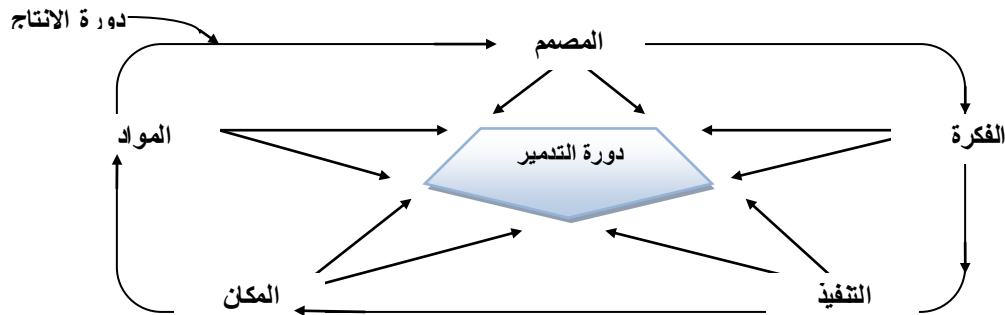 دورة الانتاج
المصمم
الفكرة
المواد
دورة التدمير
التنفيذ
المكان